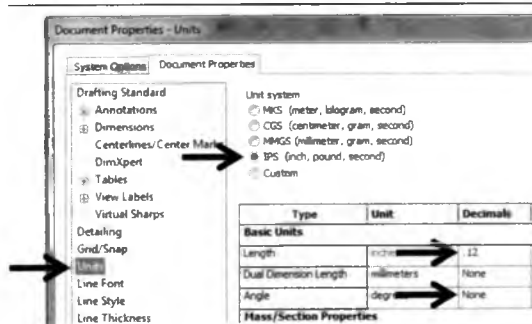 Document Properties - Units
System Options Document Properties
Drafting Standard
Annotations
Dimensions
Centerlines/Center Mark
DimXpert
Tables
View Labels
Virtual Sharps
Detailing
Grid/Snap
Units
Line Font
Line Style
Line Thickness
Unit system
MKS (meter, kilogram, second)
CGS (centimeter, gram, second)
MMGS (millimeter, gram, second)
IPS (inch, pound, second)
Custom
Type Unit Decimals
Basic Units
Length inches .12
Dual Dimension Length millimeters None
Angle None
Mass/Section Properties